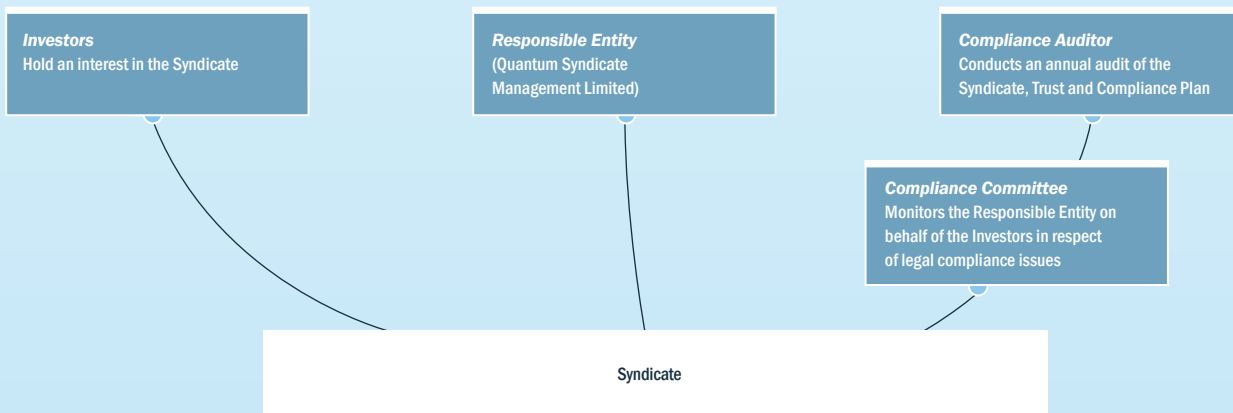 Investors
Hold an interest in the Syndicate
Responsible Entity
(Quantum Syndicate
Management Limited)
Compliance Auditor
Conducts an annual audit of the
Syndicate, Trust and Compliance Plan
Compliance Committee
Monitors the Responsible Entity on
behalf of the Investors in respect
of legal compliance issues
Syndicate